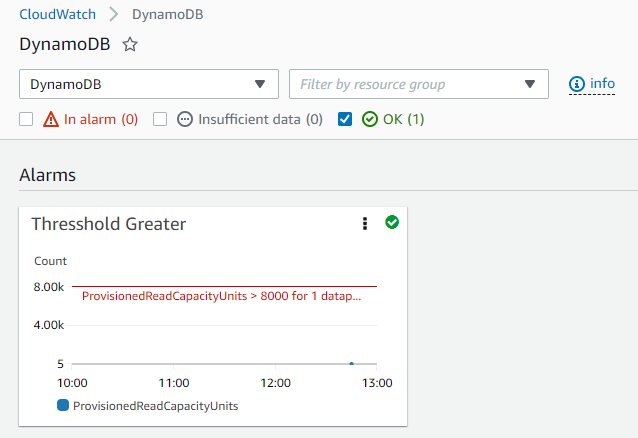 CloudWatch > DynamoDB
DynamoDB
DynamoDB Filter by resource group info
In alarm (0) Insufficient data (0) OK (1)
Alarms
Thresshold Greater
Count
8.00k
ProvisionedReadCapacityUnits > 8000 for 1 datap...
4.00k
5
10:00 11:00 12:00 13:00
ProvisionedReadCapacityUnits